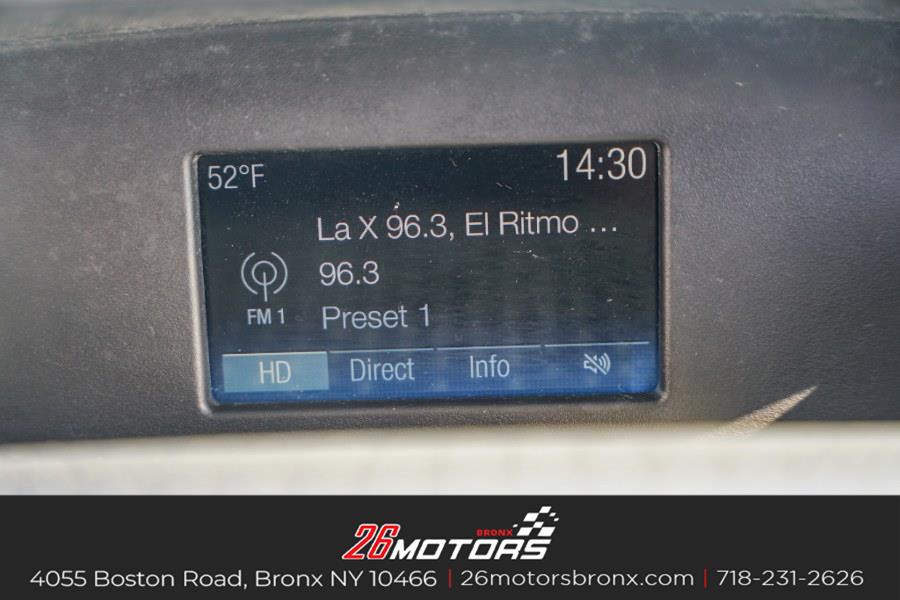 52°F 14:30
La X 96.3, El Ritmo ...
96.3
FM 1 Preset 1
HD Direct Info
BRONX
26MOTORS
4055 Boston Road, Bronx NY 10466 | 26motorsbronx.com | 718-231-2626